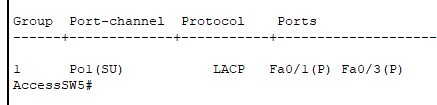 Group  Port-channel  Protocol    Ports
------+-------------+-----------+--------------------
1      Po1(SU)           LACP   Fa0/1(P) Fa0/3(P)
AccessSW5#